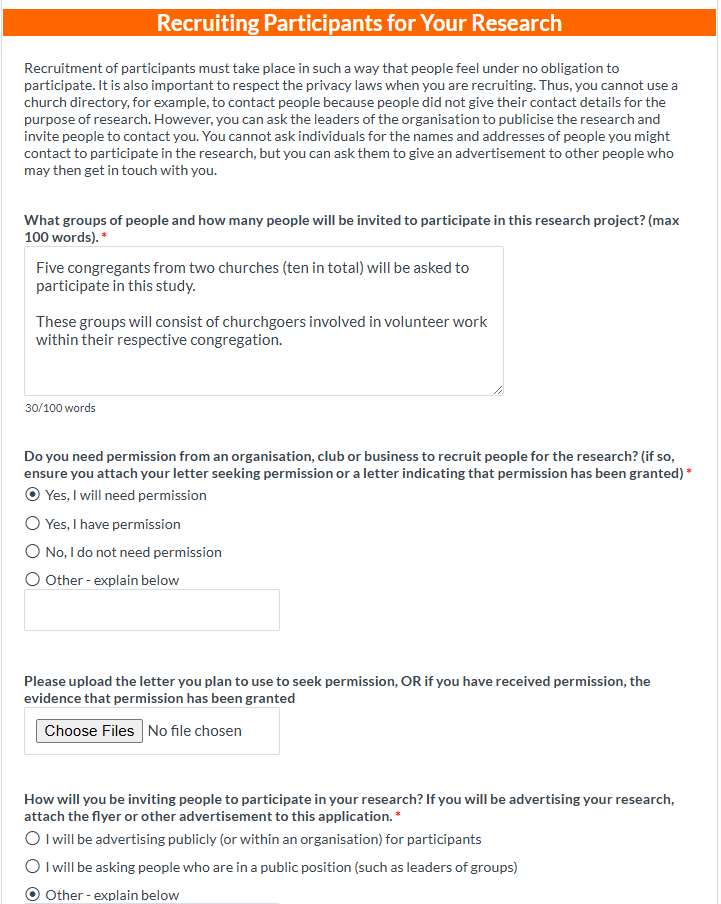 Recruiting Participants for Your Research
Recruitment of participants must take place in such a way that people feel under no obligation to
participate. It is also important to respect the privacy laws when you are recruiting. Thus, you cannot use a
church directory, for example, to contact people because people did not give their contact details for the
purpose of research. However, you can ask the leaders of the organisation to publicise the research and
invite people to contact you. You cannot ask individuals for the names and addresses of people you might
contact to participate in the research, but you can ask them to give an advertisement to other people who
may then get in touch with you.
What groups of people and how many people will be invited to participate in this research project? (max
100 words). *
Five congregants from two churches (ten in total) will be asked to
participate in this study.
These groups will consist of churchgoers involved in volunteer work
within their respective congregation.
30/100 words
Do you need permission from an organisation, club or business to recruit people for the research? (if so,
ensure you attach your letter seeking permission or a letter indicating that permission has been granted) *
Yes, I will need permission
Yes, I have permission
No, I do not need permission
Other - explain below
Please upload the letter you plan to use to seek permission, OR if you have received permission, the
evidence that permission has been granted
Choose Files No file chosen
How will you be inviting people to participate in your research? If you will be advertising your research,
attach the flyer or other advertisement to this application. *
I will be advertising publicly (or within an organisation) for participants
I will be asking people who are in a public position (such as leaders of groups)
Other - explain below